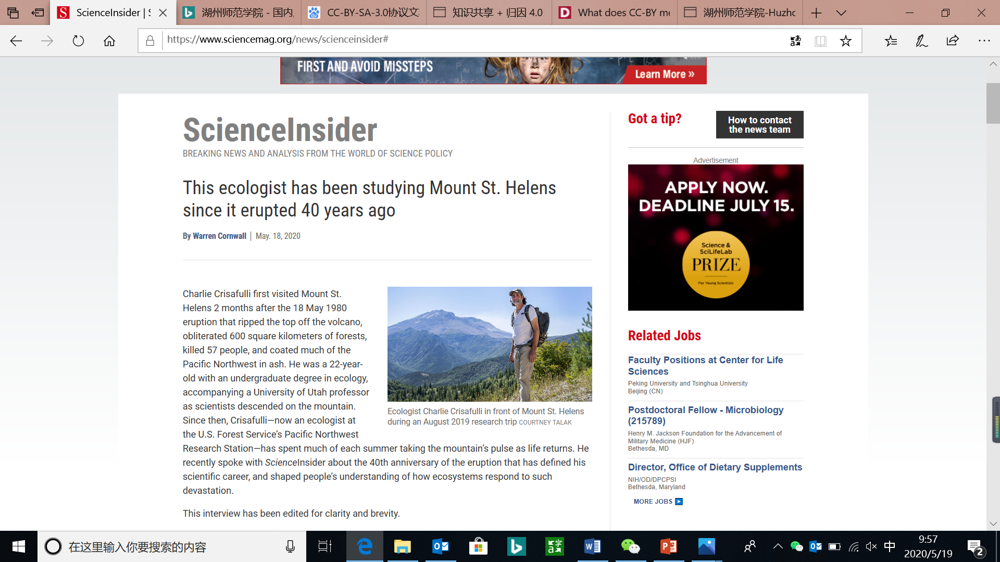 ScienceInsider | S
湖州师范学院 - 国内
CC-BY-SA-3.0协议文
知识共享 + 归因 4.0
What does CC-BY me
湖州师范学院-Huzho
https://www.sciencemag.org/news/scienceinsider#
FIRST AND AVOID MISSTEPS
Learn More »
ScienceInsider
BREAKING NEWS AND ANALYSIS FROM THE WORLD OF SCIENCE POLICY
This ecologist has been studying Mount St. Helens
since it erupted 40 years ago
By Warren Cornwall | May. 18, 2020
Charlie Crisafulli first visited Mount St.
Helens 2 months after the 18 May 1980
eruption that ripped the top off the volcano,
obliterated 600 square kilometers of forests,
killed 57 people, and coated much of the
Pacific Northwest in ash. He was a 22-year-
old with an undergraduate degree in ecology,
accompanying a University of Utah professor
as scientists descended on the mountain.
Since then, Crisafulli—now an ecologist at
the U.S. Forest Service’s Pacific Northwest
Research Station—has spent much of each summer taking the mountain’s pulse as life returns. He
recently spoke with ScienceInsider about the 40th anniversary of the eruption that has defined his
scientific career, and shaped people’s understanding of how ecosystems respond to such
devastation.
Ecologist Charlie Crisafulli in front of Mount St. Helens
during an August 2019 research trip COURTNEY TALAK
This interview has been edited for clarity and brevity.
Got a tip?
How to contact
the news team
Advertisement
APPLY NOW.
DEADLINE JULY 15.
Science &
SciLifeLab
PRIZE
For Young Scientists
Related Jobs
Faculty Positions at Center for Life
Sciences
Peking University and Tsinghua University
Beijing (CN)
Postdoctoral Fellow - Microbiology
(215789)
Henry M. Jackson Foundation for the Advancement of
Military Medicine (HJF)
Bethesda, MD
Director, Office of Dietary Supplements
NIH/OD/DPCPSI
Bethesda, Maryland
MORE JOBS
在这里输入你要搜索的内容
中
9:57
2020/5/19
2